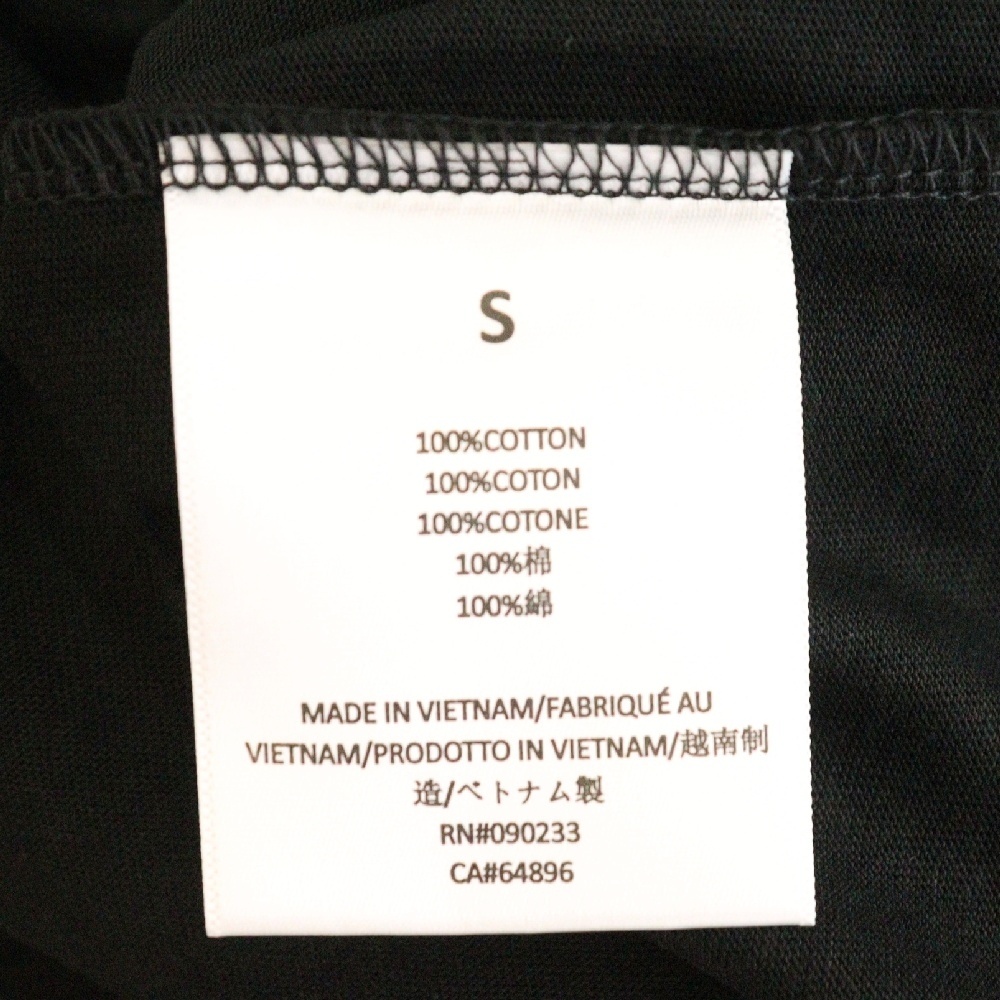 S
100%COTTON
100%COTON
100%COTONE
100%棉
100%綿
MADE IN VIETNAM/FABRIQUÉ AU
VIETNAM/PRODOTTO IN VIETNAM/越南制
造/ベトナム製
RN#090233
CA#64896